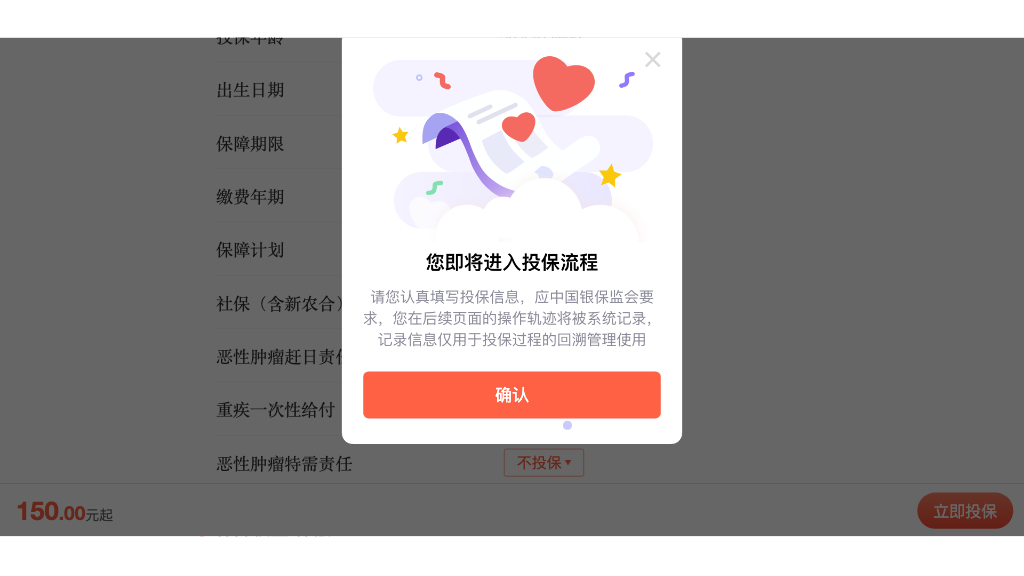 投保年龄
出生日期
保障期限
缴费年期
保障计划
社保（含新农合）
恶性肿瘤赶日责任
重疾一次性给付
恶性肿瘤特需责任
不投保
您即将进入投保流程
请您认真填写投保信息，应中国银保监会要
求，您在后续页面的操作轨迹将被系统记录，
记录信息仅用于投保过程的回溯管理使用
确认
150.00元起
立即投保